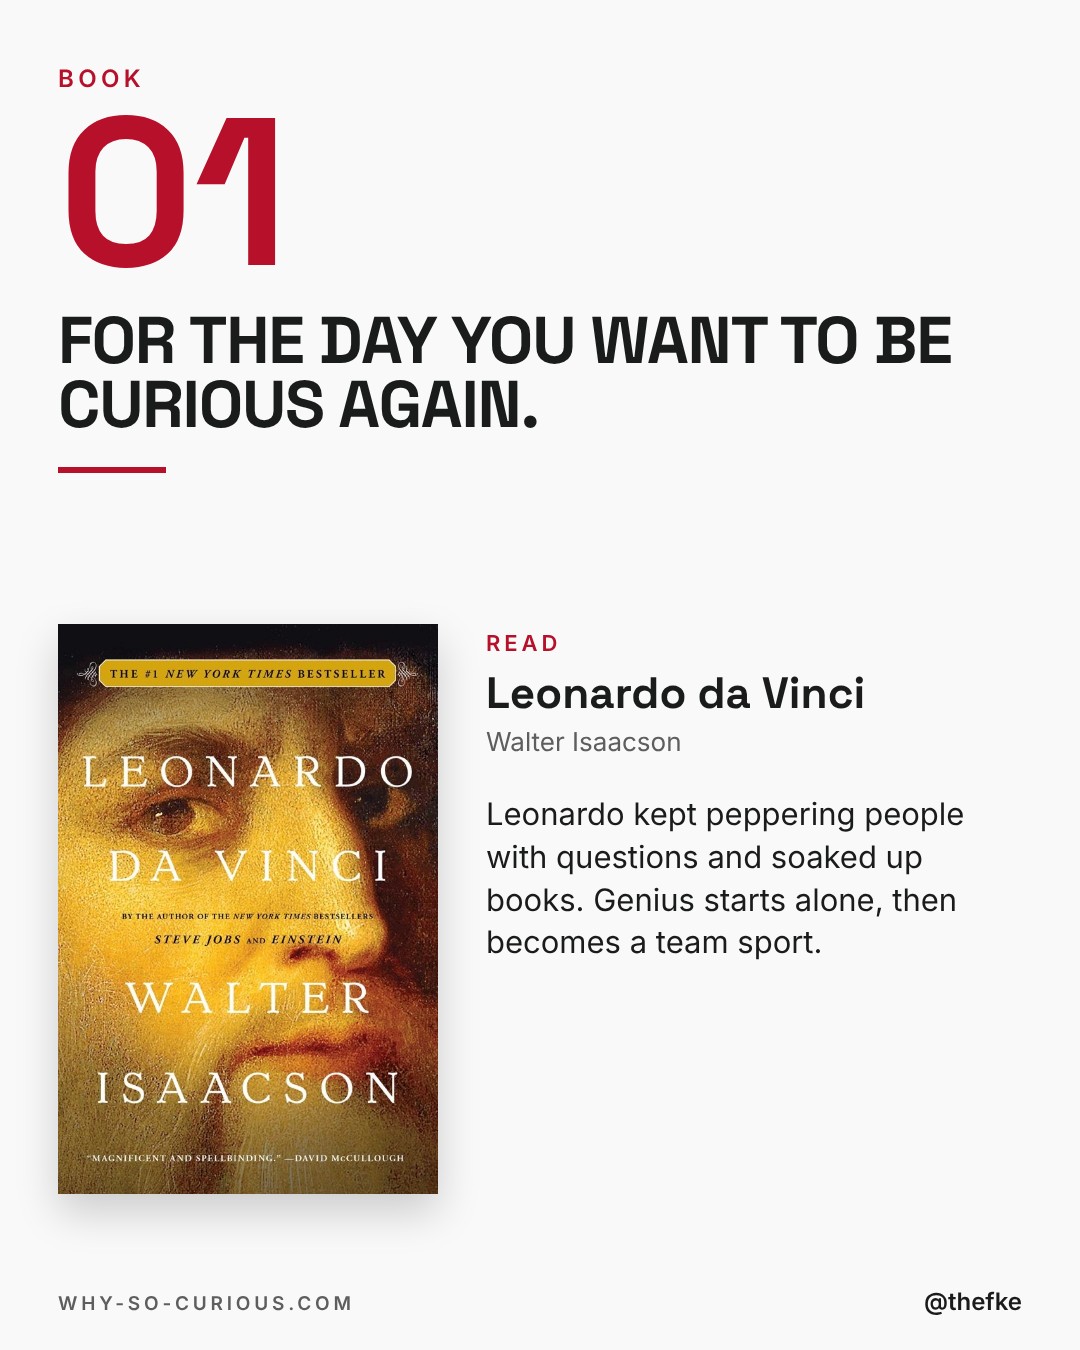 BOOK
01
FOR THE DAY YOU WANT TO BE
CURIOUS AGAIN.
THE #1 NEW YORK TIMES BESTSELLER
LEONARDO
DA VINCI
BY THE AUTHOR OF THE NEW YORK TIMES BESTSELLERS
STEVE JOBS AND EINSTEIN
WALTER
ISAACSON
“MAGNIFICENT AND SPELLBINDING.” —DAVID McCULLOUGH
READ
Leonardo da Vinci
Walter Isaacson
Leonardo kept peppering people
with questions and soaked up
books. Genius starts alone, then
becomes a team sport.
WHY-SO-CURIOUS.COM
@thefke